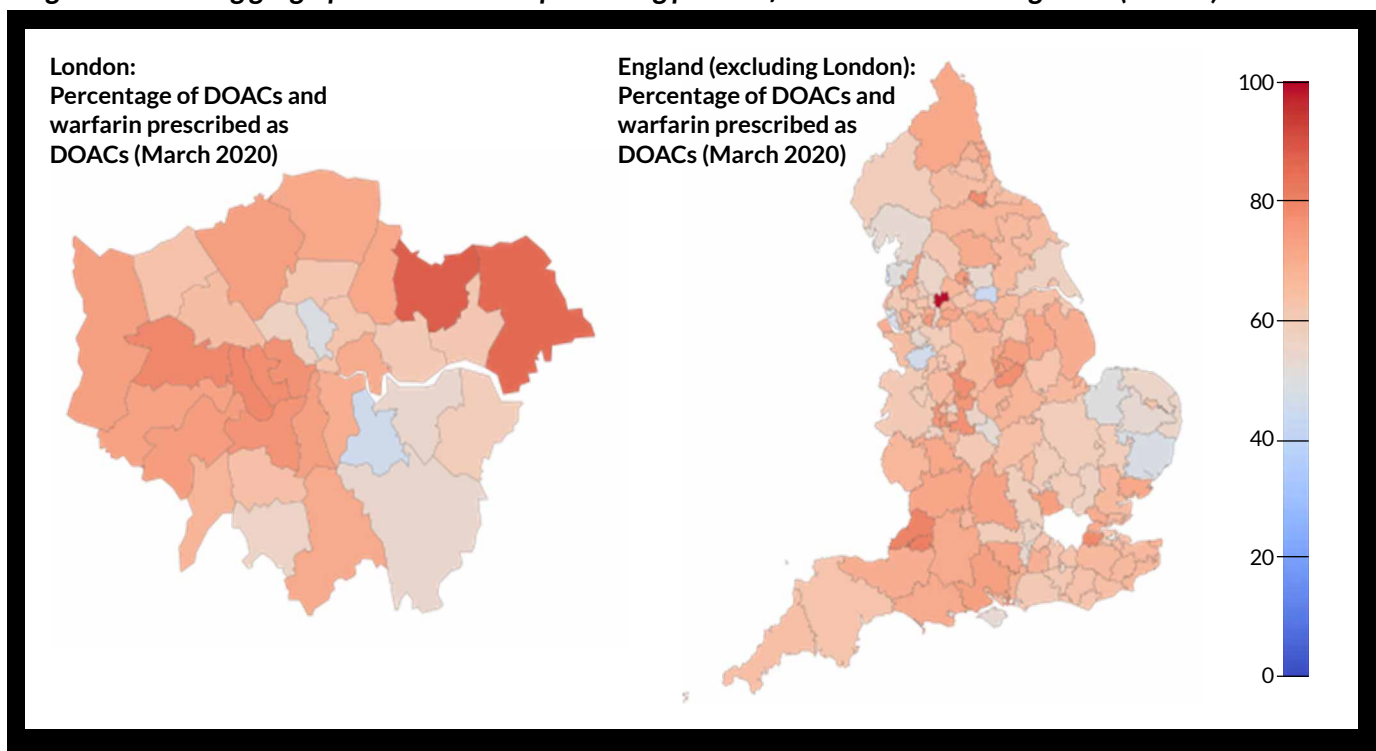 London:
Percentage of DOACs and
warfarin prescribed as
DOACs (March 2020)
England (excluding London):
Percentage of DOACs and
warfarin prescribed as
DOACs (March 2020)
100
80
60
40
20
0